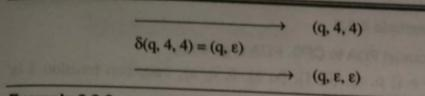 (q, 4, 4)
δ(q, 4, 4) = (q, ε)
(q, ε, ε)